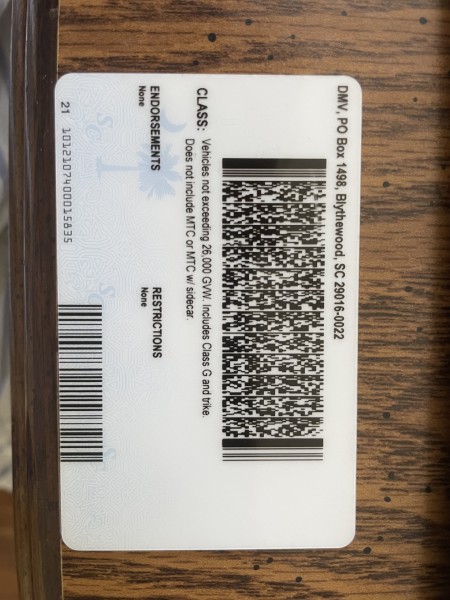 DMV, PO Box 1498, Blythewood, SC 29016-0022
CLASS: Vehicles not exceeding 26,000 GVW. Includes Class G and trike.
Does not include MTC or MTC w/ sidecar.
ENDORSEMENTS
None
RESTRICTIONS
None
21 1012107400015835